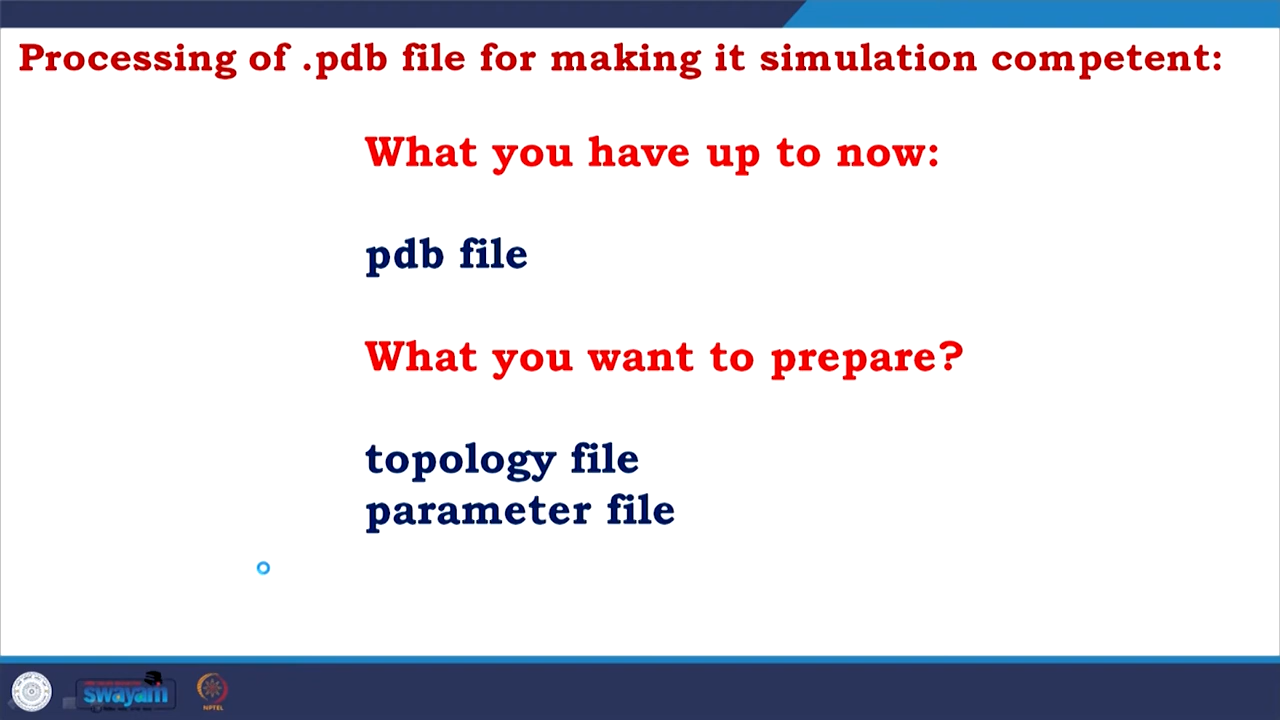 Processing of .pdb file for making it simulation competent:
What you have up to now:
pdb file
What you want to prepare?
topology file
parameter file
swayam
NPTEL